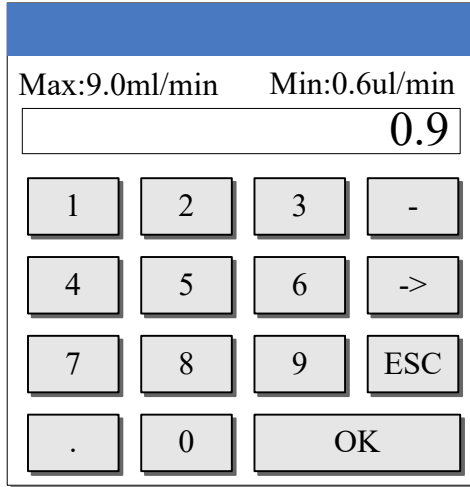 Max:9.0ml/min Min:0.6ul/min
0.9
1 2 3 -
4 5 6 ->
7 8 9 ESC
. 0 OK